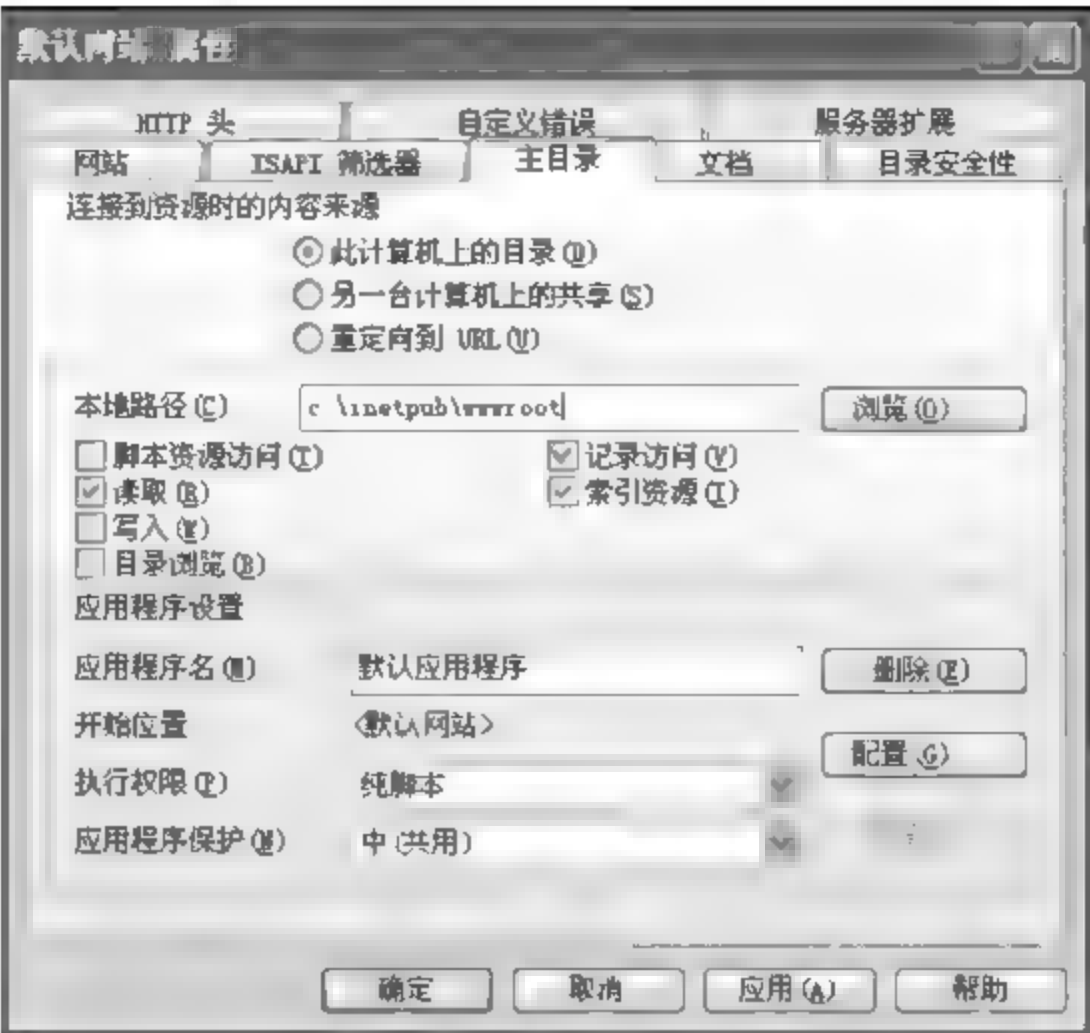 默认网站 属性
HTTP 头 自定义错误 服务器扩展
网站 ISAPI 筛选器 主目录 文档 目录安全性
连接到资源时的内容来源
此计算机上的目录(D)
另一台计算机上的共享(S)
重定向到 URL(U)
本地路径(C) c \inetpub\wwwroot 浏览(O)
脚本资源访问(T) 记录访问(V)
读取(R) 索引资源(I)
写入(W)
目录浏览(B)
应用程序设置
应用程序名(M) 默认应用程序 删除(E)
开始位置 <默认网站>
配置(G)
执行权限(P) 纯脚本
应用程序保护(N) 中(共用)
确定 取消 应用(A) 帮助